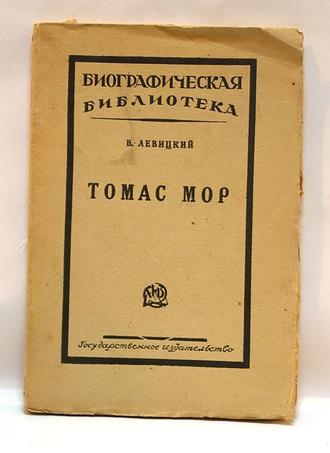 БИОГРАФИЧЕСКАЯ
БИБЛИОТЕКА
В. ЛЕВИЦКИЙ
ТОМАС МОР
Государственное издательство